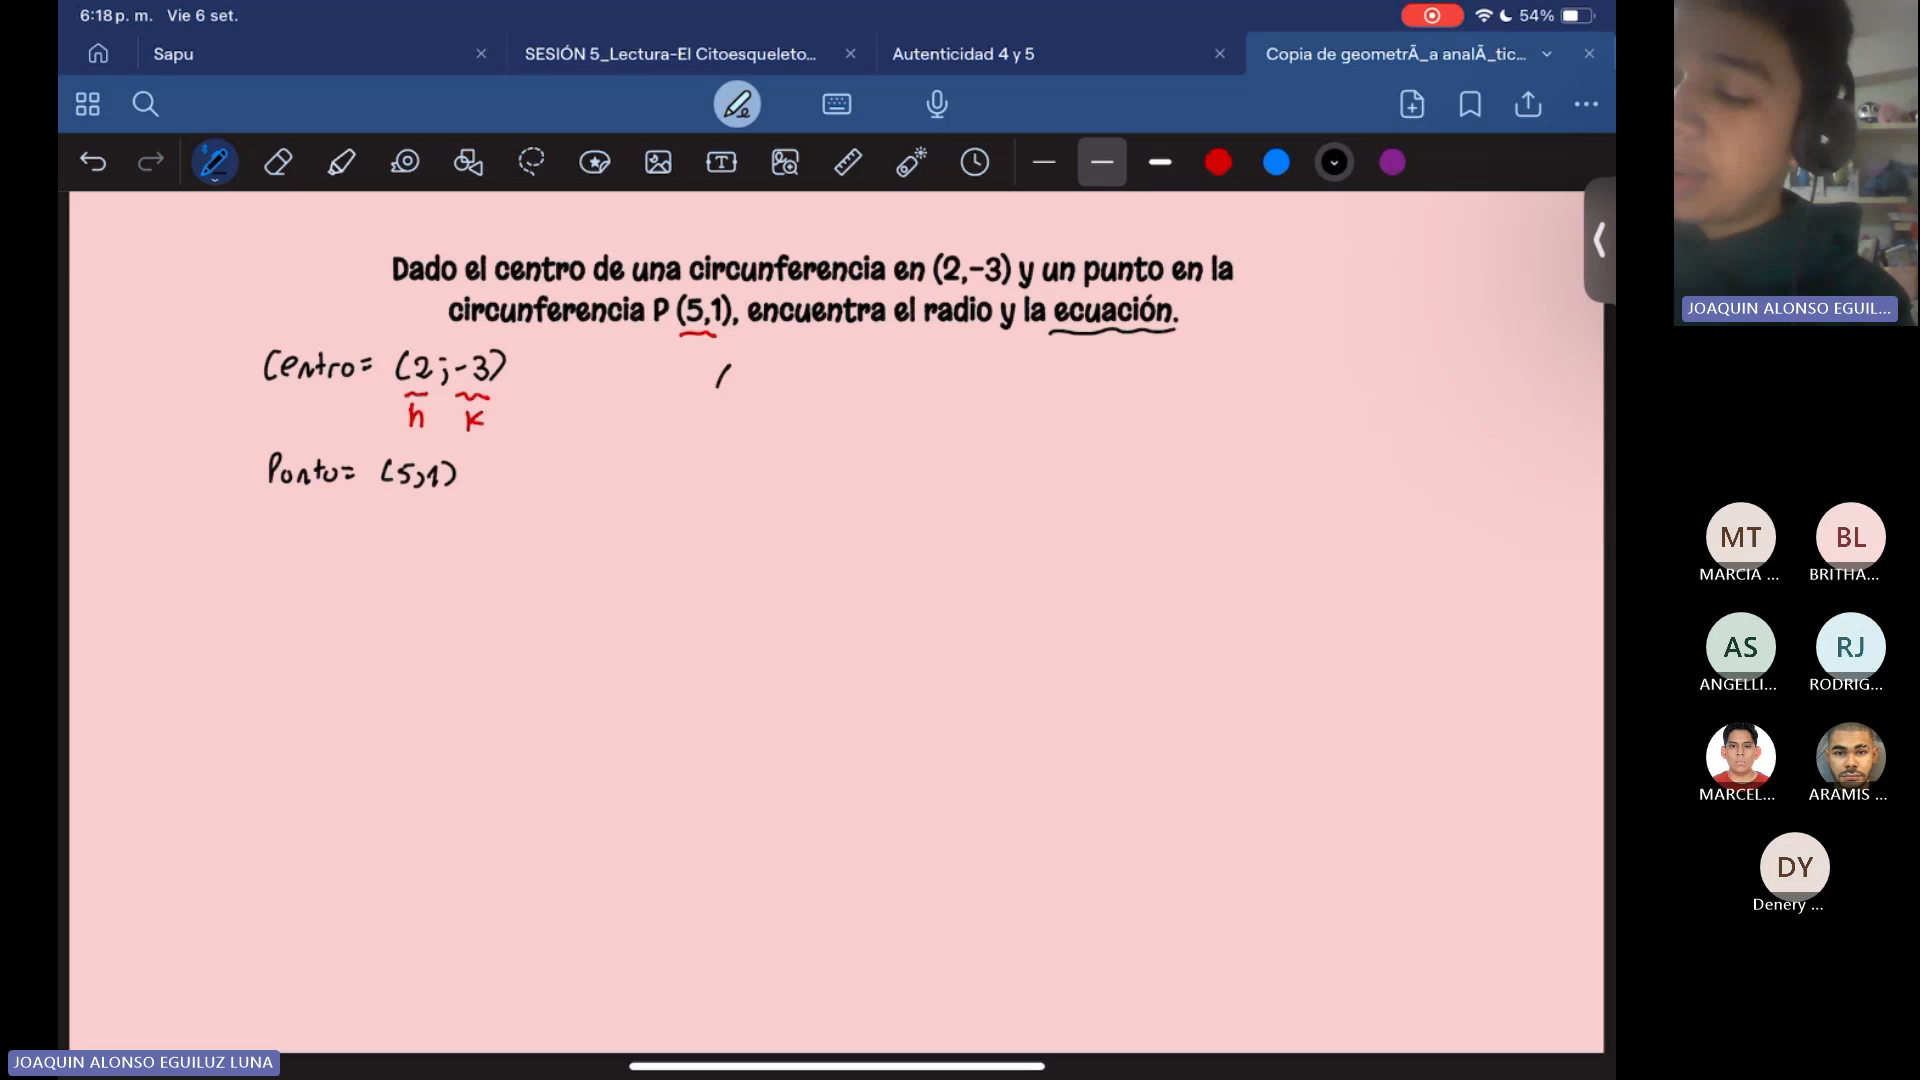 6:18 p. m. Vie 6 set.
54%
Sapu
SESIÓN 5_Lectura-El Citoesqueleto...
Autenticidad 4 y 5
Copia de geometrÃ_a analÃ_tic...
Dado el centro de una circunferencia en (2,-3) y un punto en la
circunferencia P (5,1), encuentra el radio y la ecuación.
Centro= (2;-3)
h K
Punto= (5,1)
(
JOAQUIN ALONSO EGUIL...
MT
MARCIA ...
BL
BRITHA...
AS
ANGELLI...
RJ
RODRIG...
MARCEL...
ARAMIS ...
DY
Denery ...
JOAQUIN ALONSO EGUILUZ LUNA